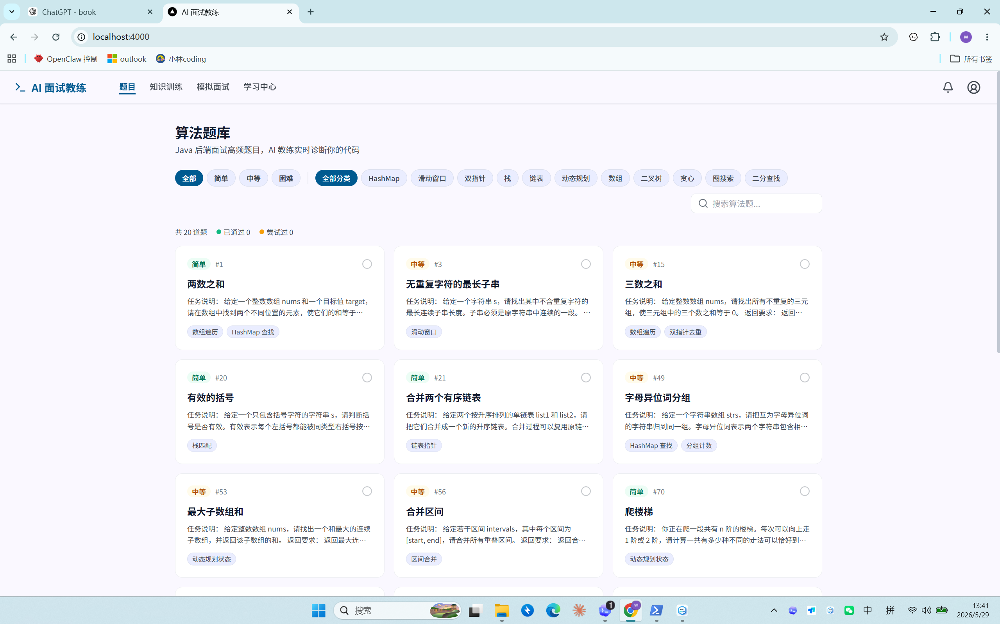 ChatGPT - book
AI 面试教练
localhost:4000
W
OpenClaw 控制
outlook
小林coding
所有书签
AI 面试教练
题目
知识训练
模拟面试
学习中心
算法题库
Java 后端面试高频题目，AI 教练实时诊断你的代码
全部 简单 中等 困难 全部分类 HashMap 滑动窗口 双指针 栈 链表 动态规划 数组 二叉树 贪心 图搜索 二分查找
搜索算法题...
共 20 道题 已通过 0 尝试过 0
简单 #1
两数之和
任务说明： 给定一个整数数组 nums 和一个目标值 target，
请在数组中找到两个不同位置的元素，使它们的和等于…
数组遍历 HashMap 查找
中等 #3
无重复字符的最长子串
任务说明： 给定一个字符串 s，请找出其中不含重复字符的
最长连续子串长度。子串必须是原字符串中连续的一段。 …
滑动窗口
中等 #15
三数之和
任务说明： 给定整数数组 nums，请找出所有不重复的三元
组，使三元组中的三个数之和等于 0。 返回要求： 返回…
数组遍历 双指针去重
简单 #20
有效的括号
任务说明： 给定一个只包含括号字符的字符串 s，请判断括
号是否有效。有效表示每个左括号都能被同类型右括号按…
栈匹配
简单 #21
合并两个有序链表
任务说明： 给定两个按升序排列的单链表 list1 和 list2，请
把它们合并成一个新的升序链表。合并过程可以复用原链…
链表指针
中等 #49
字母异位词分组
任务说明： 给定一个字符串数组 strs，请把互为字母异位词
的字符串归到同一组。字母异位词表示两个字符串包含相…
HashMap 查找 分组计数
中等 #53
最大子数组和
任务说明： 给定整数数组 nums，请找出一个和最大的连续
子数组，并返回该子数组的和。 返回要求： 返回最大连…
动态规划状态
中等 #56
合并区间
任务说明： 给定若干区间 intervals，其中每个区间为
[start, end]，请合并所有重叠区间。 返回要求： 返回合…
区间合并
简单 #70
爬楼梯
任务说明： 你正在爬一段共有 n 阶的楼梯。每次可以向上走
1 阶或 2 阶，请计算一共有多少种不同的走法可以恰好到…
动态规划状态
搜索
1
W
中
拼
13:41
2026/5/29